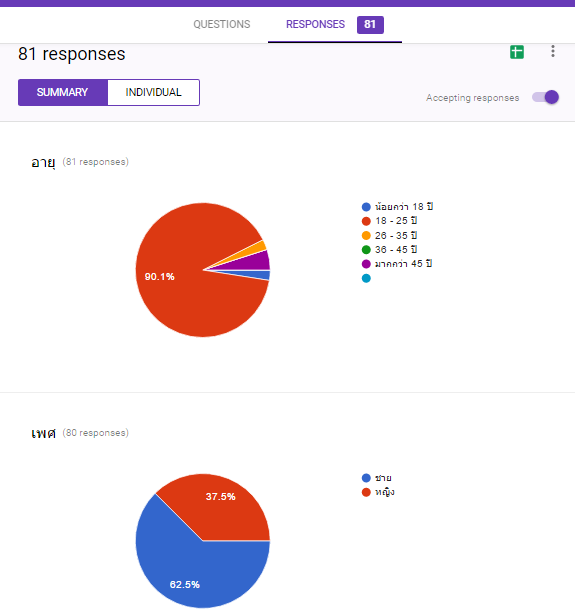 QUESTIONS RESPONSES 81
81 responses
SUMMARY INDIVIDUAL
Accepting responses
อายุ (81 responses)
90.1%
น้อยกว่า 18 ปี
18 - 25 ปี
26 - 35 ปี
36 - 45 ปี
มากกว่า 45 ปี
เพศ (80 responses)
37.5%
62.5%
ชาย
หญิง